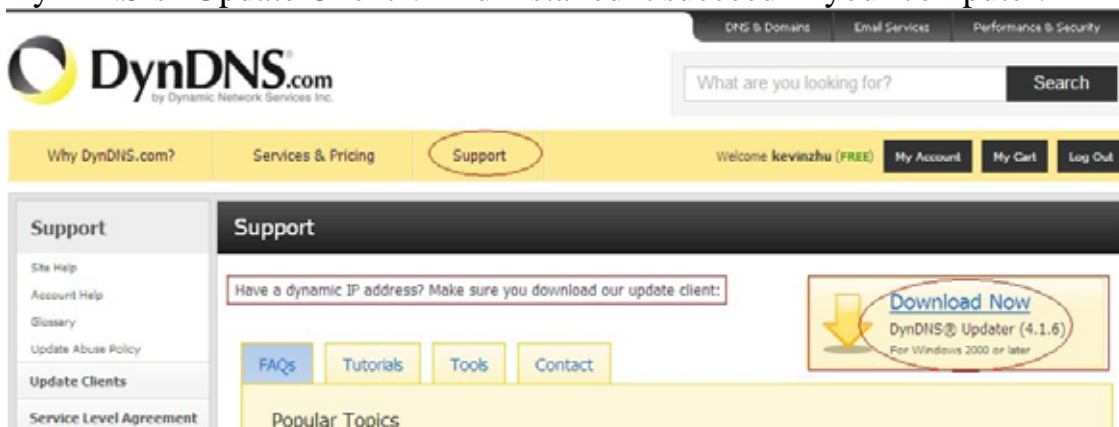 DNS & Domains Email Services Performance & Security
DynDNS.com
by Dynamic Network Services Inc.
What are you looking for? Search
Why DynDNS.com? Services & Pricing Support Welcome kevinzhu (FREE) My Account My Cart Log Out
Support
Site Help
Account Help
Glossary
Update Abuse Policy
Update Clients
Service Level Agreement
Support
Have a dynamic IP address? Make sure you download our update client:
Download Now
DynDNS® Updater (4.1.6)
For Windows 2000 or later
FAQs Tutorials Tools Contact
Popular Topics